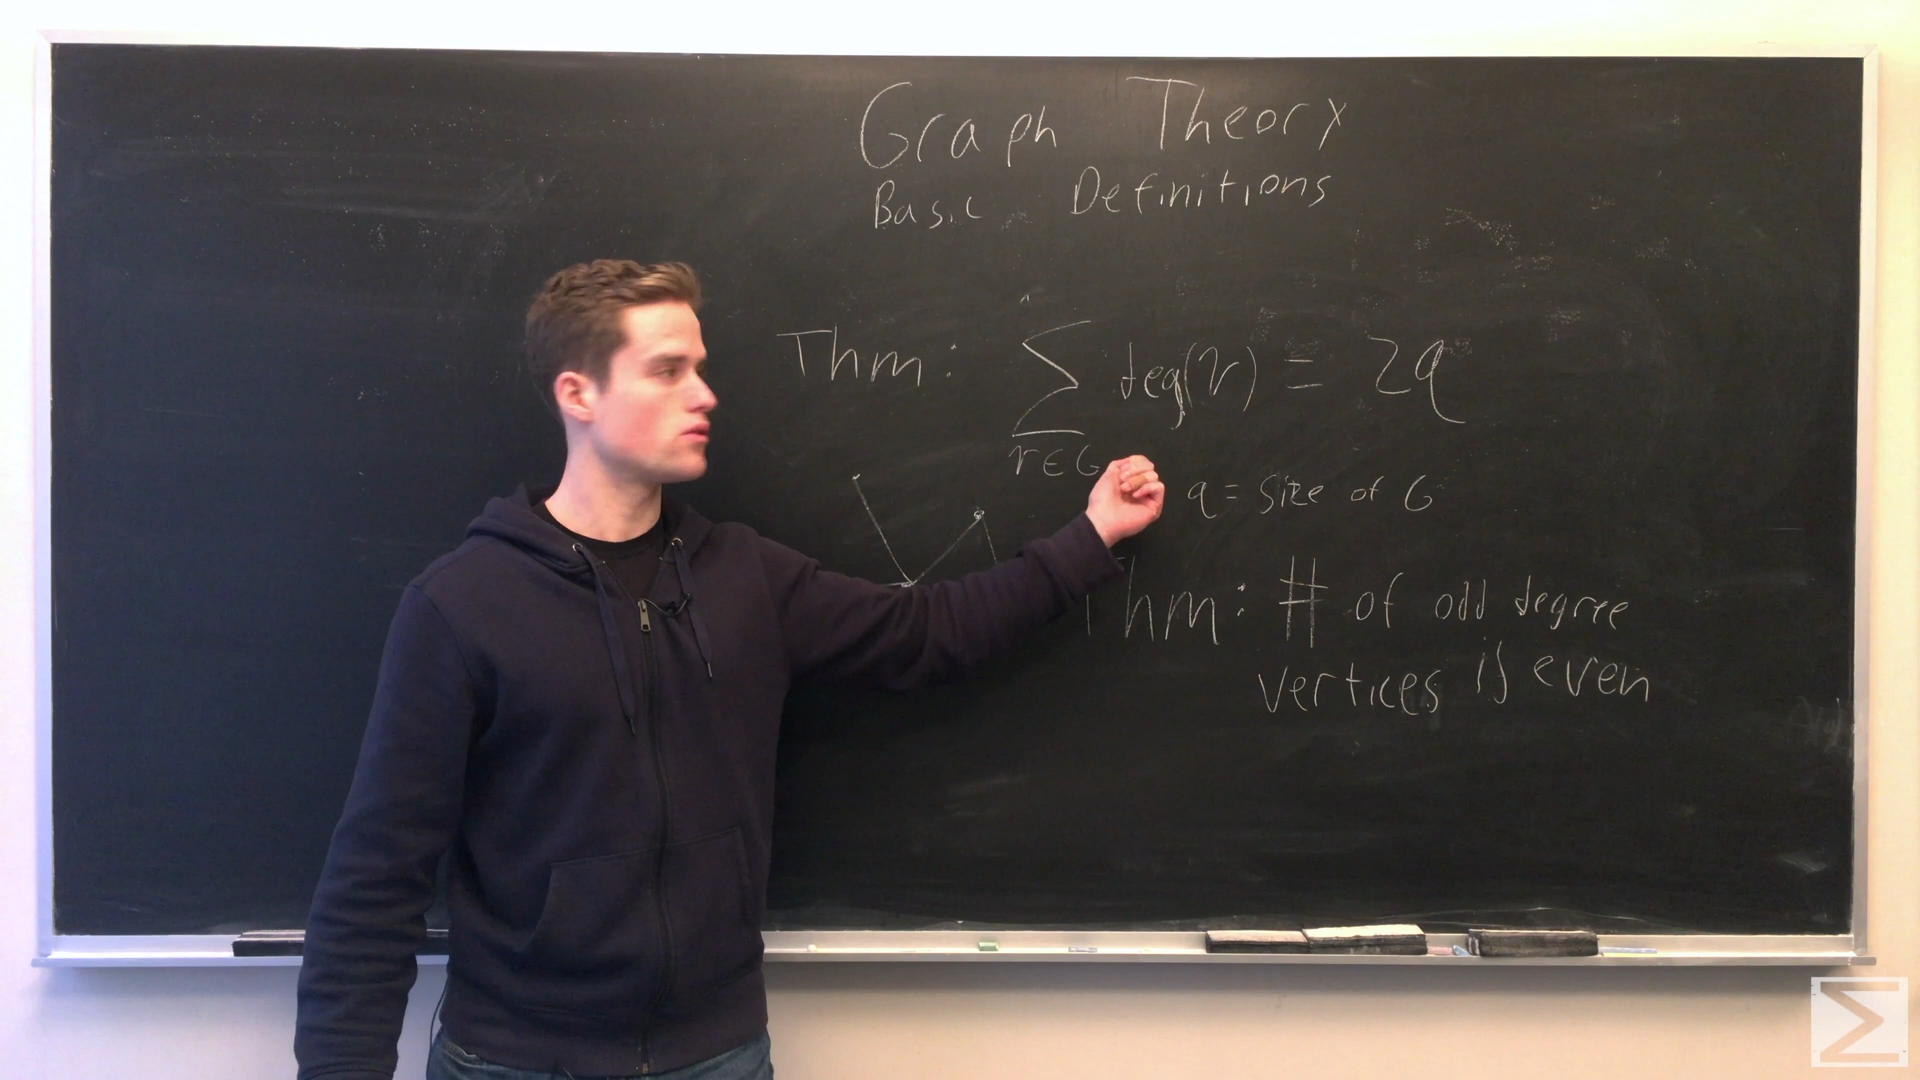 Graph Theory
Basic Definitions
Thm: ∑ deg(v) = 2q
v∈G
q = size of G
Thm: # of odd degree
vertices is even